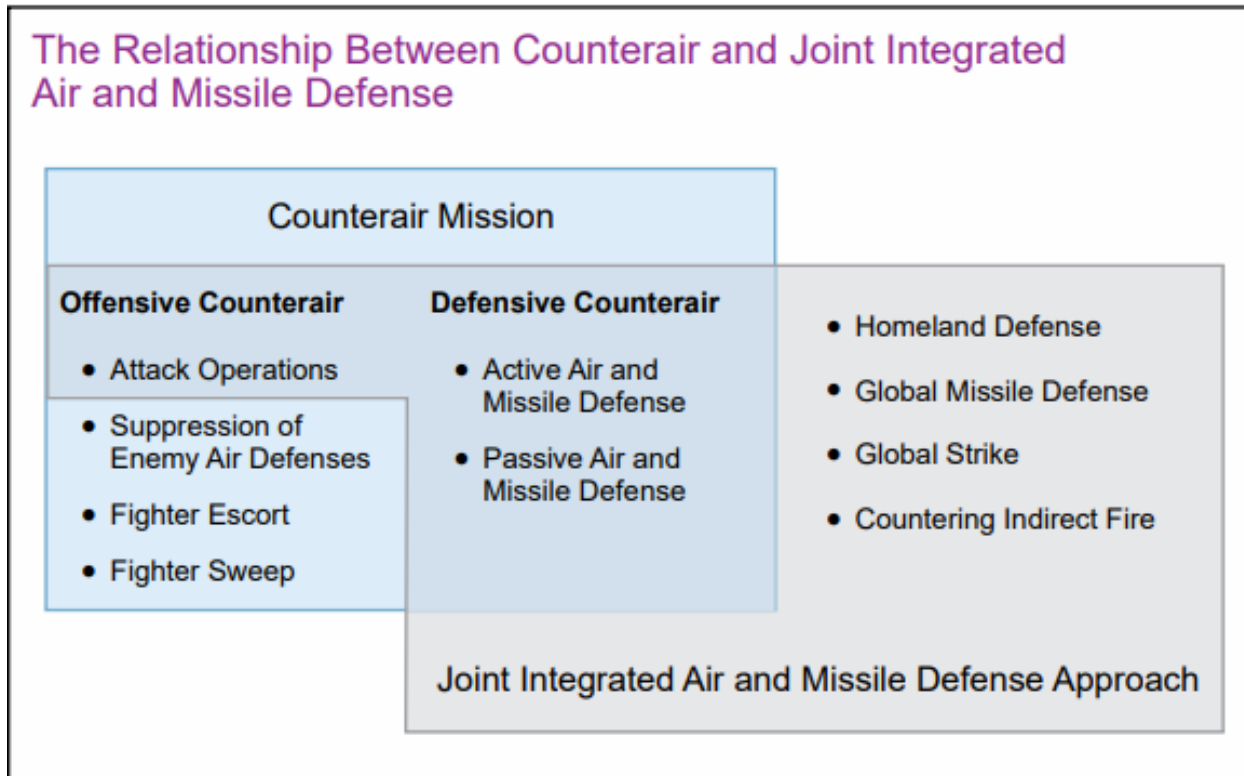 The Relationship Between Counterair and Joint Integrated
Air and Missile Defense
Counterair Mission
Offensive Counterair
• Attack Operations
• Suppression of
Enemy Air Defenses
• Fighter Escort
• Fighter Sweep
Defensive Counterair
• Active Air and
Missile Defense
• Passive Air and
Missile Defense
• Homeland Defense
• Global Missile Defense
• Global Strike
• Countering Indirect Fire
Joint Integrated Air and Missile Defense Approach